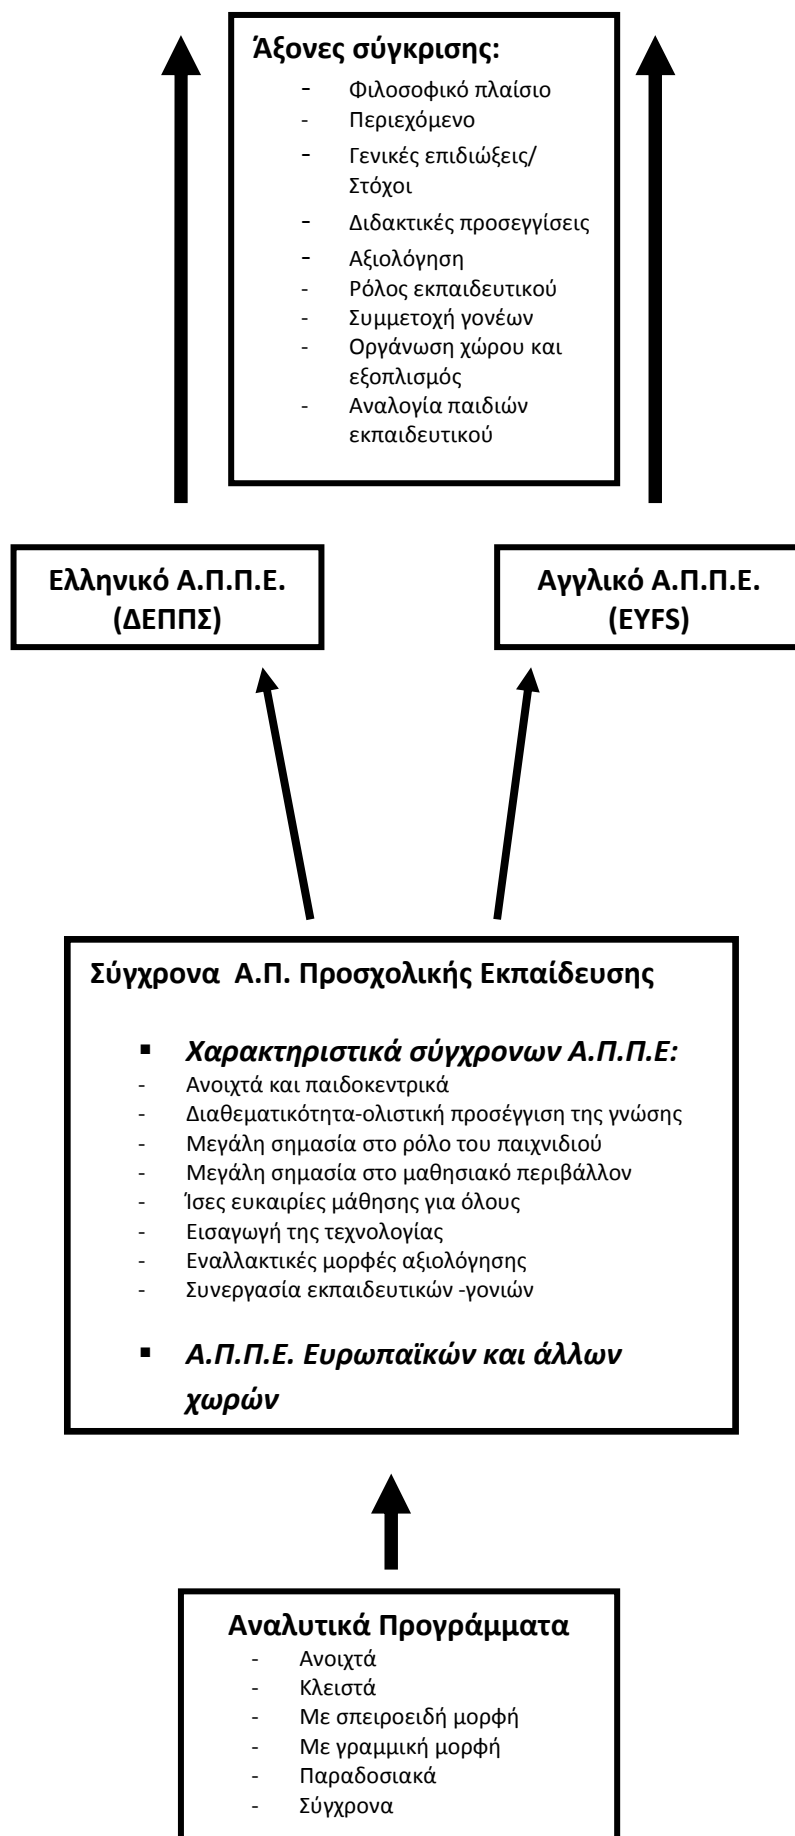 Άξονες σύγκρισης:
- Φιλοσοφικό πλαίσιο
- Περιεχόμενο
- Γενικές επιδιώξεις/
Στόχοι
- Διδακτικές προσεγγίσεις
- Αξιολόγηση
- Ρόλος εκπαιδευτικού
- Συμμετοχή γονέων
- Οργάνωση χώρου και
εξοπλισμός
- Αναλογία παιδιών
εκπαιδευτικού
Ελληνικό Α.Π.Π.Ε.
(ΔΕΠΠΣ)
Αγγλικό Α.Π.Π.Ε.
(EYFS)
Σύγχρονα Α.Π. Προσχολικής Εκπαίδευσης
▪ Χαρακτηριστικά σύγχρονων Α.Π.Π.Ε:
- Ανοιχτά και παιδοκεντρικά
- Διαθεματικότητα-ολιστική προσέγγιση της γνώσης
- Μεγάλη σημασία στο ρόλο του παιχνιδιού
- Μεγάλη σημασία στο μαθησιακό περιβάλλον
- Ίσες ευκαιρίες μάθησης για όλους
- Εισαγωγή της τεχνολογίας
- Εναλλακτικές μορφές αξιολόγησης
- Συνεργασία εκπαιδευτικών -γονιών
▪ Α.Π.Π.Ε. Ευρωπαϊκών και άλλων
χωρών
Αναλυτικά Προγράμματα
- Ανοιχτά
- Κλειστά
- Με σπειροειδή μορφή
- Με γραμμική μορφή
- Παραδοσιακά
- Σύγχρονα